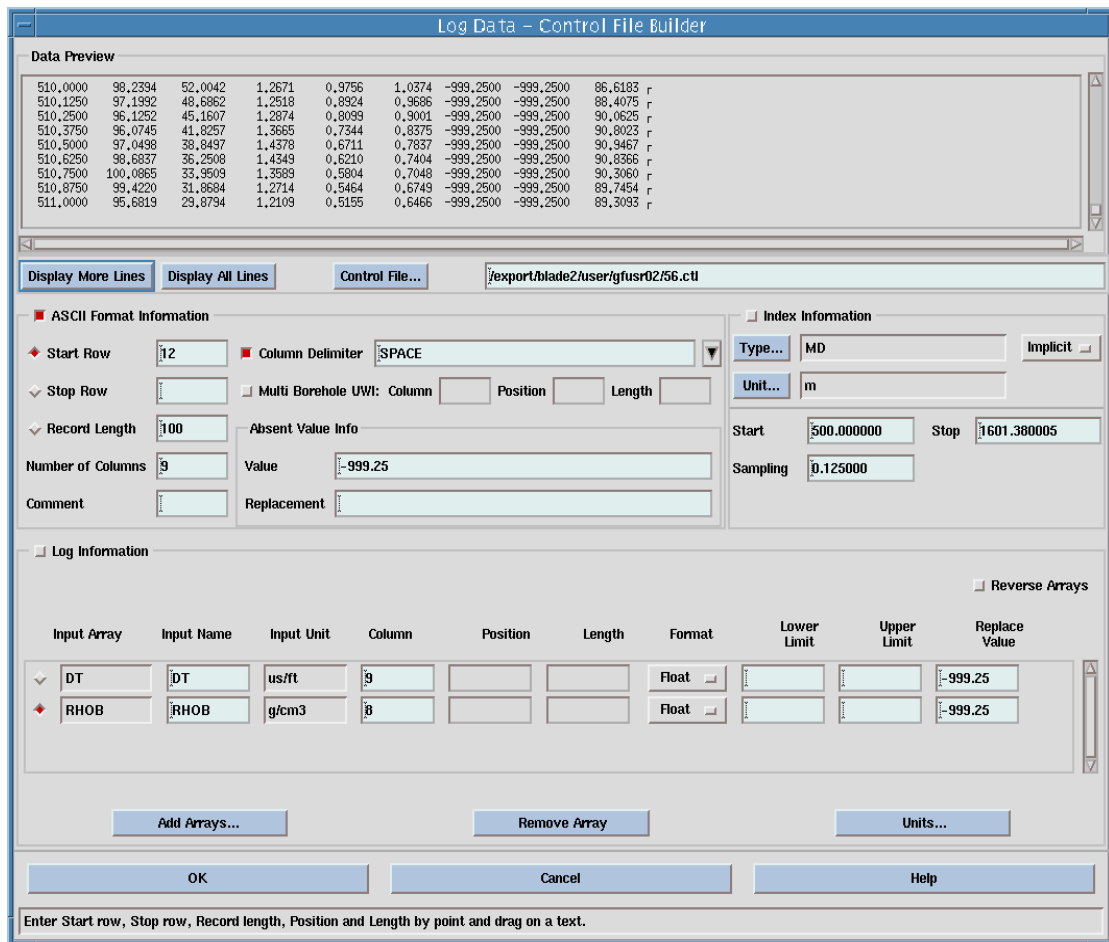 Log Data – Control File Builder
Data Preview
510.0000 98.2394 52.0042 1.2671 0.9756 1.0374 -999.2500 -999.2500 86.6183 r
510.1250 97.1992 48.6862 1.2518 0.8924 0.9686 -999.2500 -999.2500 88.4075 r
510.2500 96.1252 45.1607 1.2874 0.8099 0.9001 -999.2500 -999.2500 90.0625 r
510.3750 96.0745 41.8257 1.3665 0.7344 0.8375 -999.2500 -999.2500 90.8023 r
510.5000 97.0498 38.8497 1.4378 0.6711 0.7837 -999.2500 -999.2500 90.9467 r
510.6250 98.6837 36.2508 1.4349 0.6210 0.7404 -999.2500 -999.2500 90.8366 r
510.7500 100.0865 33.9509 1.3589 0.5804 0.7048 -999.2500 -999.2500 90.3060 r
510.8750 99.4220 31.8684 1.2714 0.5464 0.6749 -999.2500 -999.2500 89.7454 r
511.0000 95.6819 29.8794 1.2109 0.5155 0.6466 -999.2500 -999.2500 89.3093 r
Display More Lines Display All Lines Control File... /export/blade2/user/gfusr02/56.ctl
ASCII Format Information Index Information
Start Row 12 Column Delimiter SPACE Type... MD Implicit
Stop Row Multi Borehole UWI: Column Position Length Unit... m
Record Length 100 Absent Value Info Start 500.000000 Stop 1601.380005
Number of Columns 9 Value -999.25 Sampling 0.125000
Comment Replacement
Log Information
Reverse Arrays
Input Array Input Name Input Unit Column Position Length Format Lower Limit Upper Limit Replace Value
DT DT us/ft 9 Float -999.25
RHOB RHOB g/cm3 8 Float -999.25
Add Arrays... Remove Array Units...
OK Cancel Help
Enter Start row, Stop row, Record length, Position and Length by point and drag on a text.